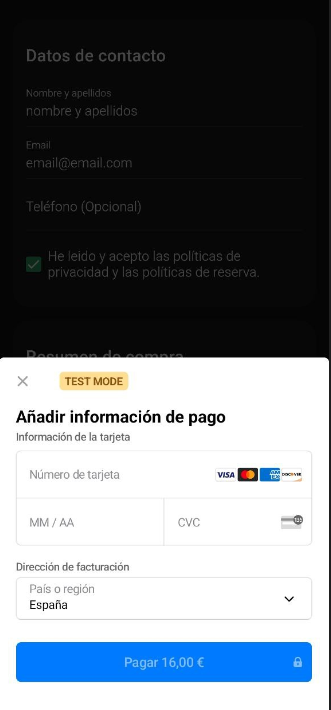 Datos de contacto
Nombre y apellidos
nombre y apellidos
Email
email@email.com
Teléfono (Opcional)
He leído y acepto las políticas de
privacidad y las políticas de reserva.
Resumen de compra
TEST MODE
Añadir información de pago
Información de la tarjeta
Número de tarjeta
VISA
AM EX
DISCOVER
MM / AA
CVC
Dirección de facturación
País o región
España
Pagar 16,00 €